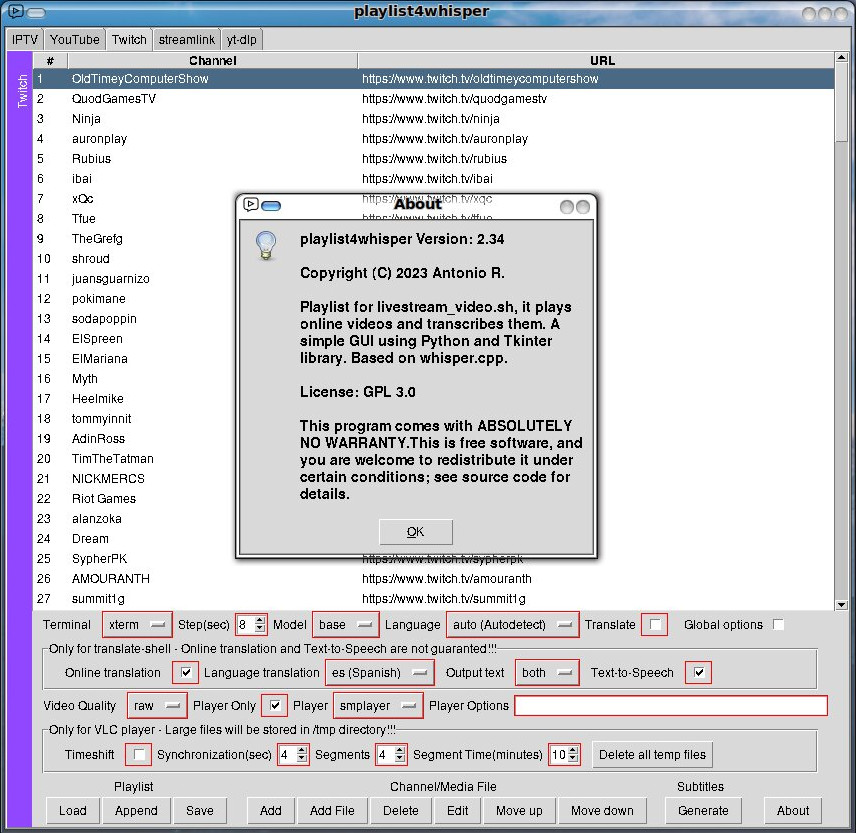 playlist4whisper
IPTV YouTube Twitch streamlink yt-dlp
Twitch
# Channel URL
1 OldTimeyComputerShow https://www.twitch.tv/oldtimeycomputershow
2 QuodGamesTV https://www.twitch.tv/quodgamestv
3 Ninja https://www.twitch.tv/ninja
4 auronplay https://www.twitch.tv/auronplay
5 Rubius https://www.twitch.tv/rubius
6 ibai https://www.twitch.tv/ibai
7 xQc https://www.twitch.tv/xqc
8 Tfue https://www.twitch.tv/tfue
9 TheGrefg
10 shroud
11 juansguarnizo
12 pokimane
13 sodapoppin
14 ElSpreen
15 ElMariana
16 Myth
17 Heelmike
18 tommyinnit
19 AdinRoss
20 TimTheTatman
21 NICKMERCS
22 Riot Games
23 alanzoka
24 Dream
25 SypherPK https://www.twitch.tv/sypherpk
26 AMOURANTH https://www.twitch.tv/amouranth
27 summit1g https://www.twitch.tv/summit1g
About
playlist4whisper Version: 2.34
Copyright (C) 2023 Antonio R.
Playlist for livestream_video.sh, it plays
online videos and transcribes them. A
simple GUI using Python and Tkinter
library. Based on whisper.cpp.
License: GPL 3.0
This program comes with ABSOLUTELY
NO WARRANTY.This is free software, and
you are welcome to redistribute it under
certain conditions; see source code for
details.
OK
Terminal xterm Step(sec) 8 Model base Language auto (Autodetect) Translate Global options
Only for translate-shell - Online translation and Text-to-Speech are not guaranted!!!
Online translation Language translation es (Spanish) Output text both Text-to-Speech
Video Quality raw Player Only Player smplayer Player Options
Only for VLC player - Large files will be stored in /tmp directory!!!
Timeshift Synchronization(sec) 4 Segments 4 Segment Time(minutes) 10 Delete all temp files
Playlist Channel/Media File Subtitles
Load Append Save Add Add File Delete Edit Move up Move down Generate About